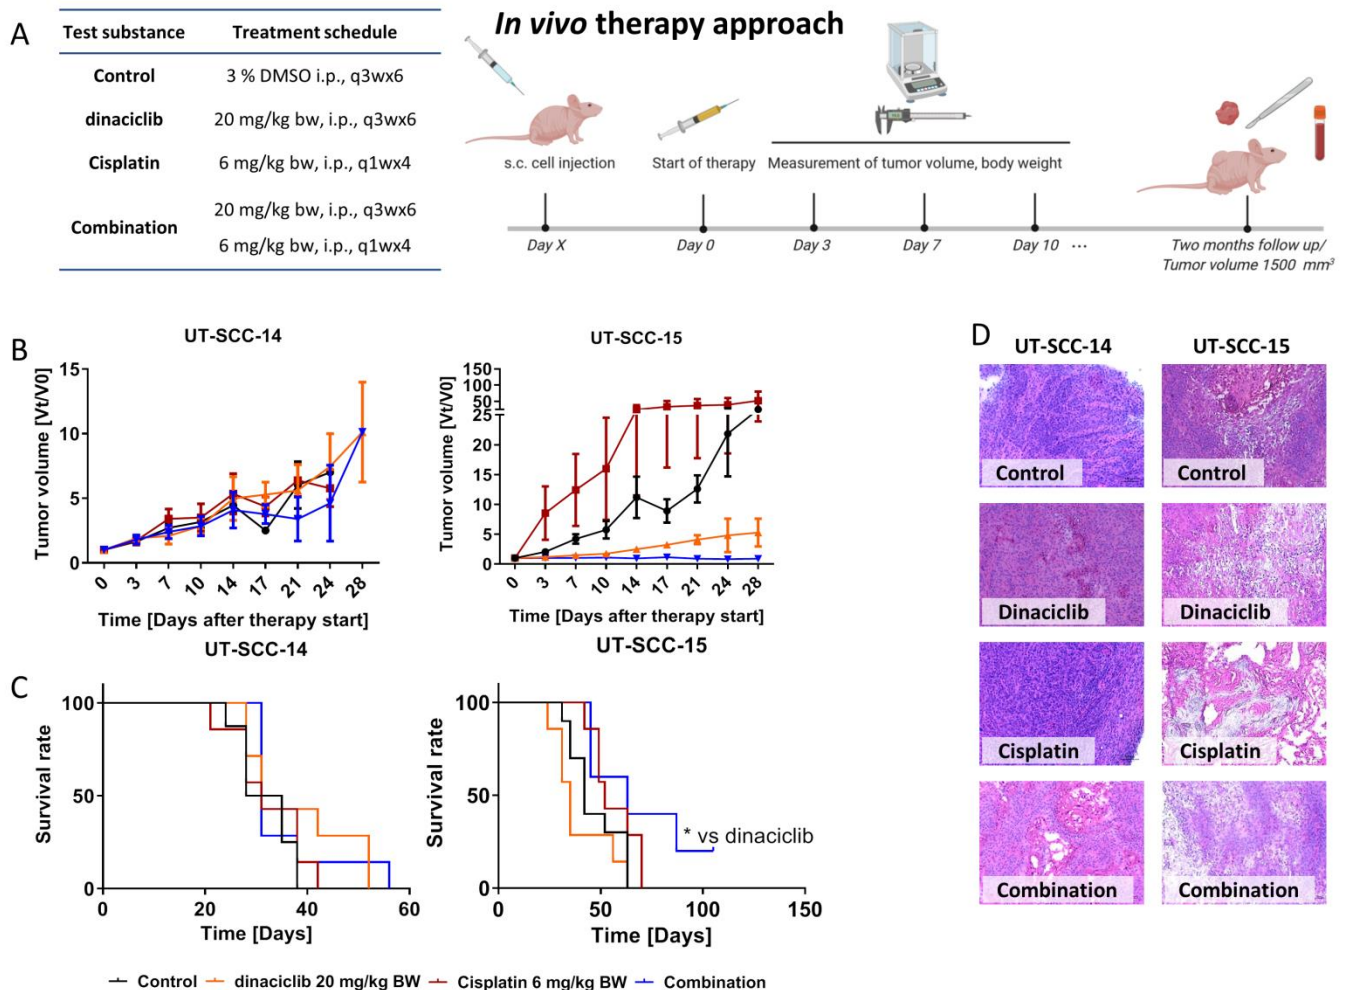 A
In vivo therapy approach
Test substance Treatment schedule
Control 3 % DMSO i.p., q3wx6
dinaciclib 20 mg/kg bw, i.p., q3wx6
Cisplatin 6 mg/kg bw, i.p., q1wx4
Combination 20 mg/kg bw, i.p., q3wx6
6 mg/kg bw, i.p., q1wx4
s.c. cell injection Start of therapy Measurement of tumor volume, body weight
Day X Day 0 Day 3 Day 7 Day 10 ... Two months follow up/
Tumor volume 1500 mm³
B
UT-SCC-14
Tumor volume [Vt/V0]
15
10
5
0
0 3 7 10 14 17 21 24 28
Time [Days after therapy start]
UT-SCC-15
Tumor volume [Vt/V0]
150
100
50
25
20
15
10
5
0
0 3 7 10 14 17 21 24 28
Time [Days after therapy start]
C
UT-SCC-14
Survival rate
100
50
0
0 20 40 60
Time [Days]
UT-SCC-15
Survival rate
100
50
0
* vs dinaciclib
0 50 100 150
Time [Days]
Control dinaciclib 20 mg/kg BW Cisplatin 6 mg/kg BW Combination
D
UT-SCC-14 UT-SCC-15
Control Control
Dinaciclib Dinaciclib
Cisplatin Cisplatin
Combination Combination